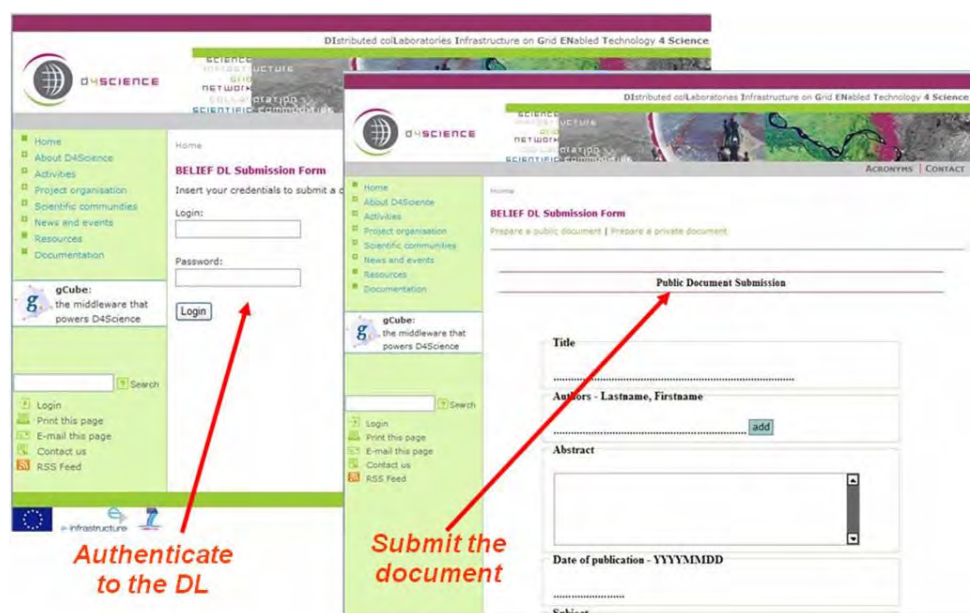 DIstributed colLaboratories Infrastructure on Grid ENabled Technology 4 Science
D4SCIENCE
SCIENCE
INFRASTRUCTURE
GRID
NETWORK
SCIENTIFIC COMMUNITIES
Home
About D4Science
Activities
Project organisation
Scientific communities
News and events
Resources
Documentation
gCube:
the middleware that
powers D4Science
Search
Login
Print this page
E-mail this page
Contact us
RSS Feed
e-infrastructure
Home
BELIEF DL Submission Form
Insert your credentials to submit a d
Login:
Password:
Login
Authenticate
to the DL
DIstributed colLaboratories Infrastructure on Grid ENabled Technology 4 Science
D4SCIENCE
SCIENCE
NETWORK
SCIENTIFIC COMMUNITIES
ACRONYMS | CONTACT
Home
About D4Science
Activities
Project organisation
Scientific communities
News and events
Resources
Documentation
gCube:
the middleware that
powers D4Science
Search
Login
Print this page
E-mail this page
Contact us
RSS Feed
Home
BELIEF DL Submission Form
Prepare a public document | Prepare a private document
Public Document Submission
Title
Authors - Lastname, Firstname
add
Abstract
Date of publication - YYYYMMDD
Subject
Submit the
document